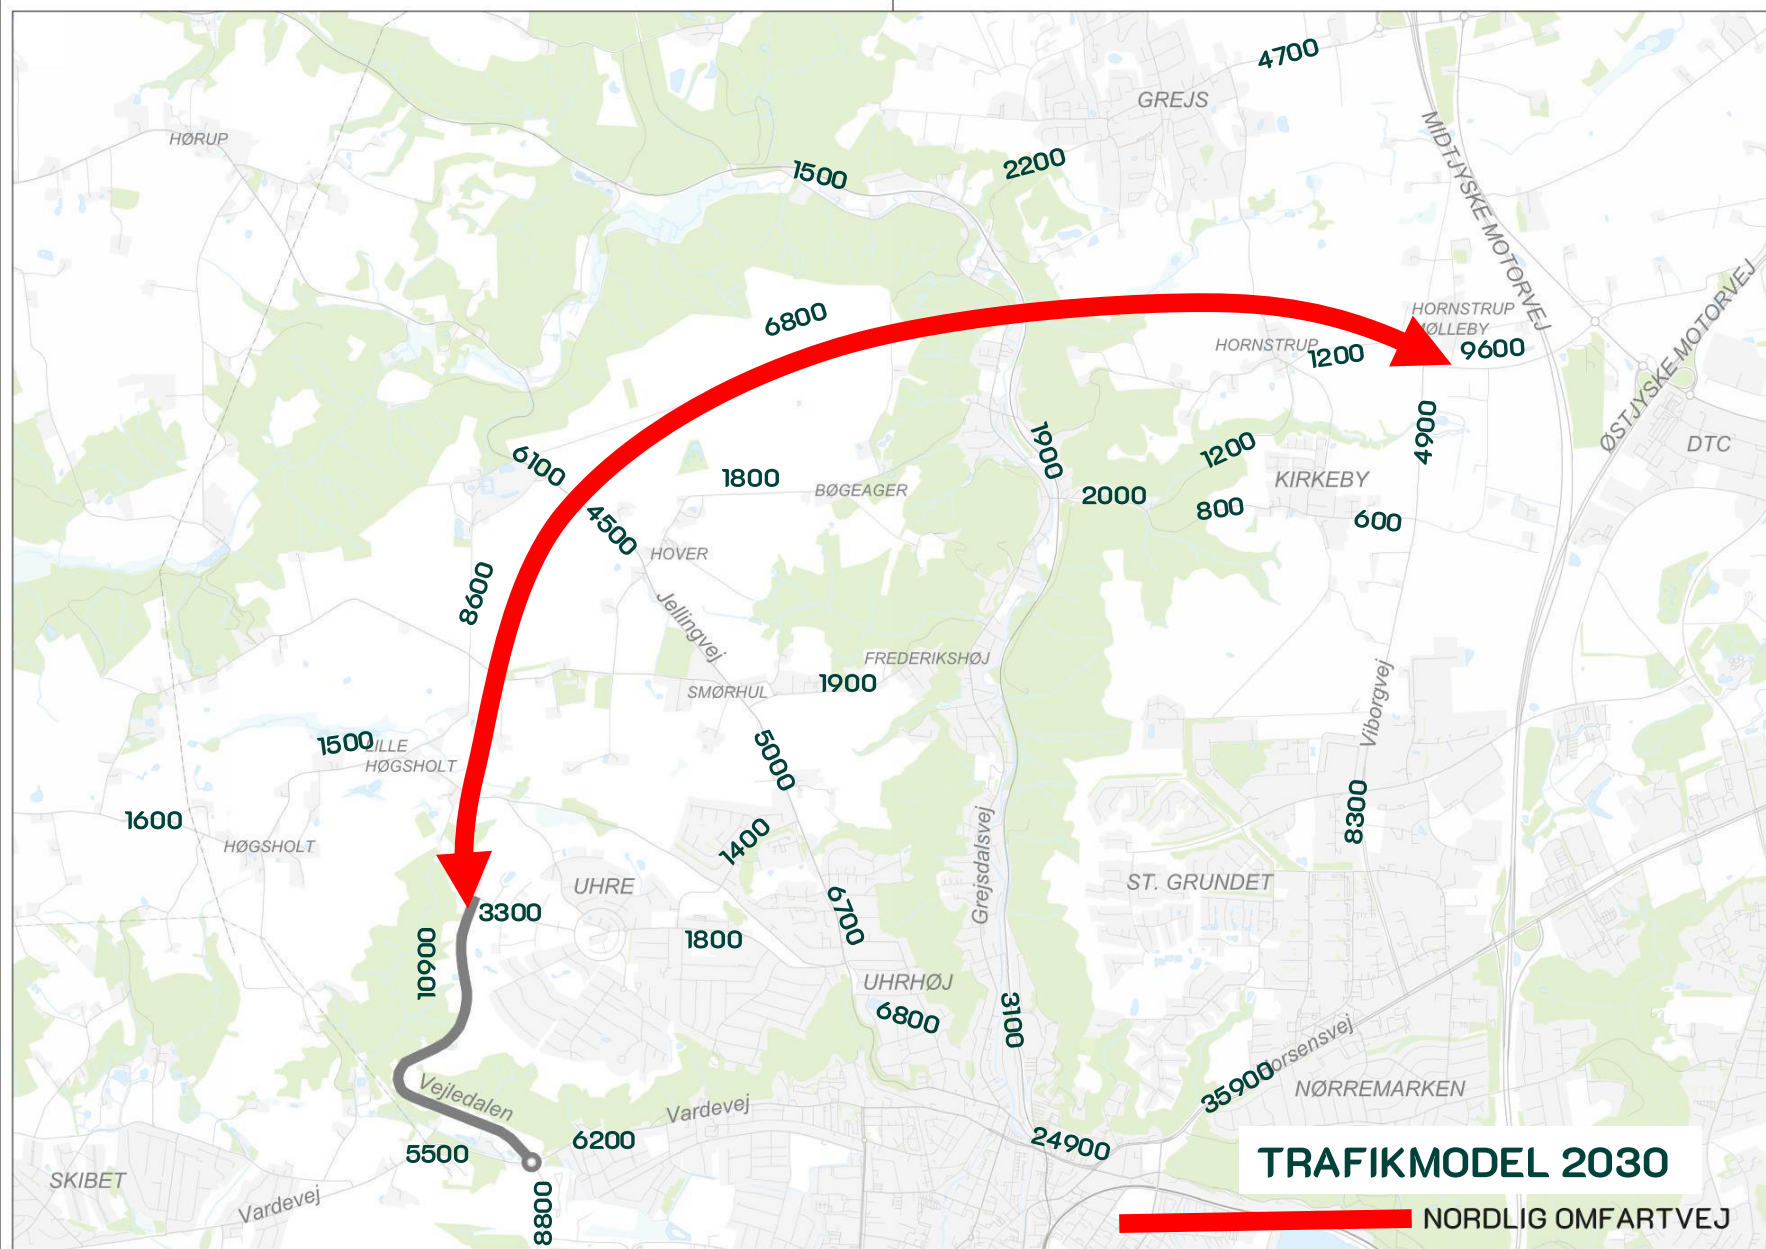 4700
GREJS
MIDTJYSKE MOTORVEJ
HØRUP
2200
1500
ØSTJYSKE MOTORVEJ
6800
HORNSTRUP
MØLLEBY
HORNSTRUP
1200
9600
4900
DTC
1900
1200
6100
1800
BØGEAGER
2000
KIRKEBY
800
600
4500
HOVER
8600
Jellingvej
FREDERIKSHØJ
SMØRHUL
1900
Viborgvej
1500
LILLE
HØGSHOLT
5000
1600
HØGSHOLT
1400
Grejsdalsvej
8300
UHRE
ST. GRUNDET
3300
6700
1800
10900
UHRHØJ
6800
3100
Horsensvej
35900
NØRREMARKEN
Vejledalen
Vardevej
6200
24900
5500
SKIBET
Vardevej
8800
TRAFIKMODEL 2030
NORDLIG OMFARTVEJ